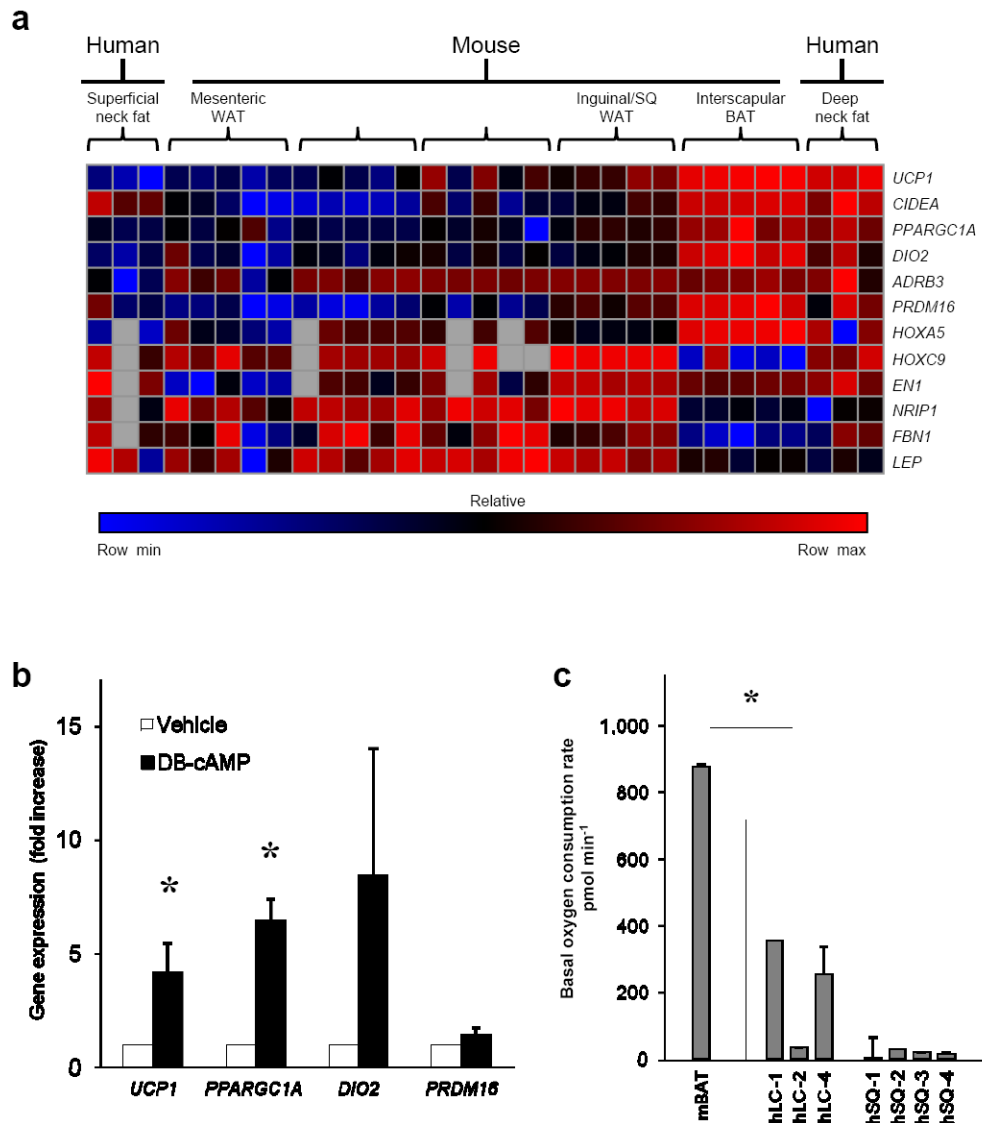 a
Human Mouse Human
Superficial neck fat
Mesenteric WAT
Inguinal/SQ WAT
Interscapular BAT
Deep neck fat
UCP1
CIDEA
PPARGC1A
DIO2
ADRB3
PRDM16
HOXA5
HOXC9
EN1
NRIP1
FBN1
LEP
Relative
Row min Row max
b
Gene expression (fold increase)
15
10
5
0
Vehicle
DB-cAMP
*
*
UCP1 PPARGC1A DIO2 PRDM16
c
Basal oxygen consumption rate
pmol min-1
1,000
800
600
400
200
0
*
mBAT
hLC-1
hLC-2
hLC-4
hSQ-1
hSQ-2
hSQ-3
hSQ-4